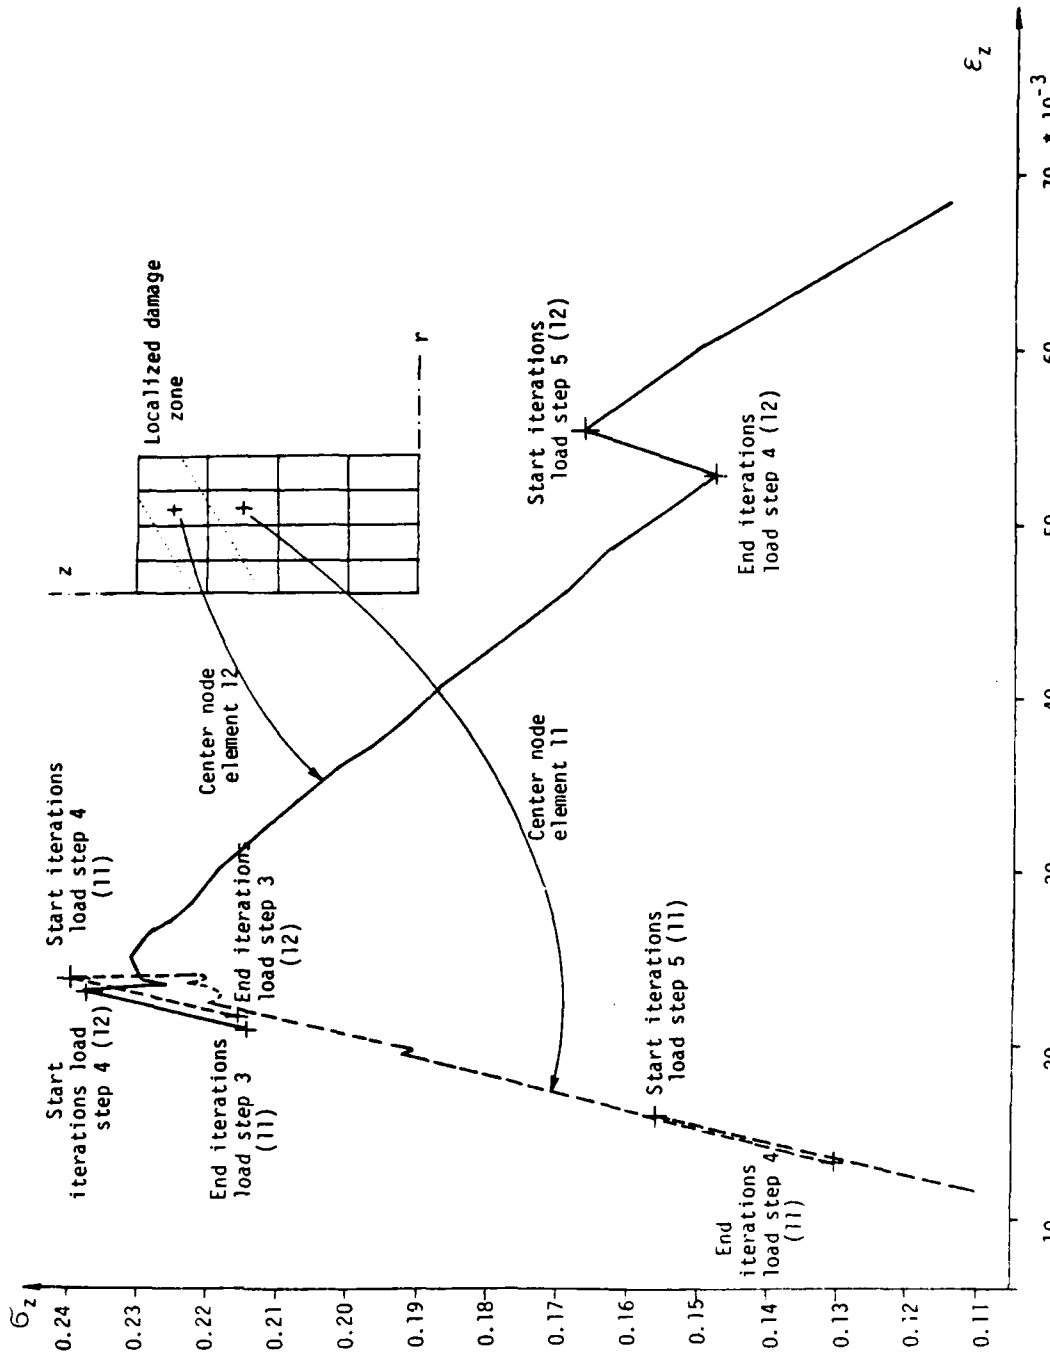 σz
0.24
0.23
0.22
0.21
0.20
0.19
0.18
0.17
0.16
0.15
0.14
0.13
0.12
0.11
Start
iterations load
step 4 (12)
Start iterations
load step 4
(11)
End iterations
load step 3
(11)
End iterations
load step 3
(12)
Center node
element 12
Center node
element 11
z
Localized damage
zone
r
Start iterations
load step 5 (12)
End iterations
load step 4 (12)
Start iterations
load step 5 (11)
End
iterations
load step 4
(11)
10
20
30
40
50
60
70 * 10-3
εz